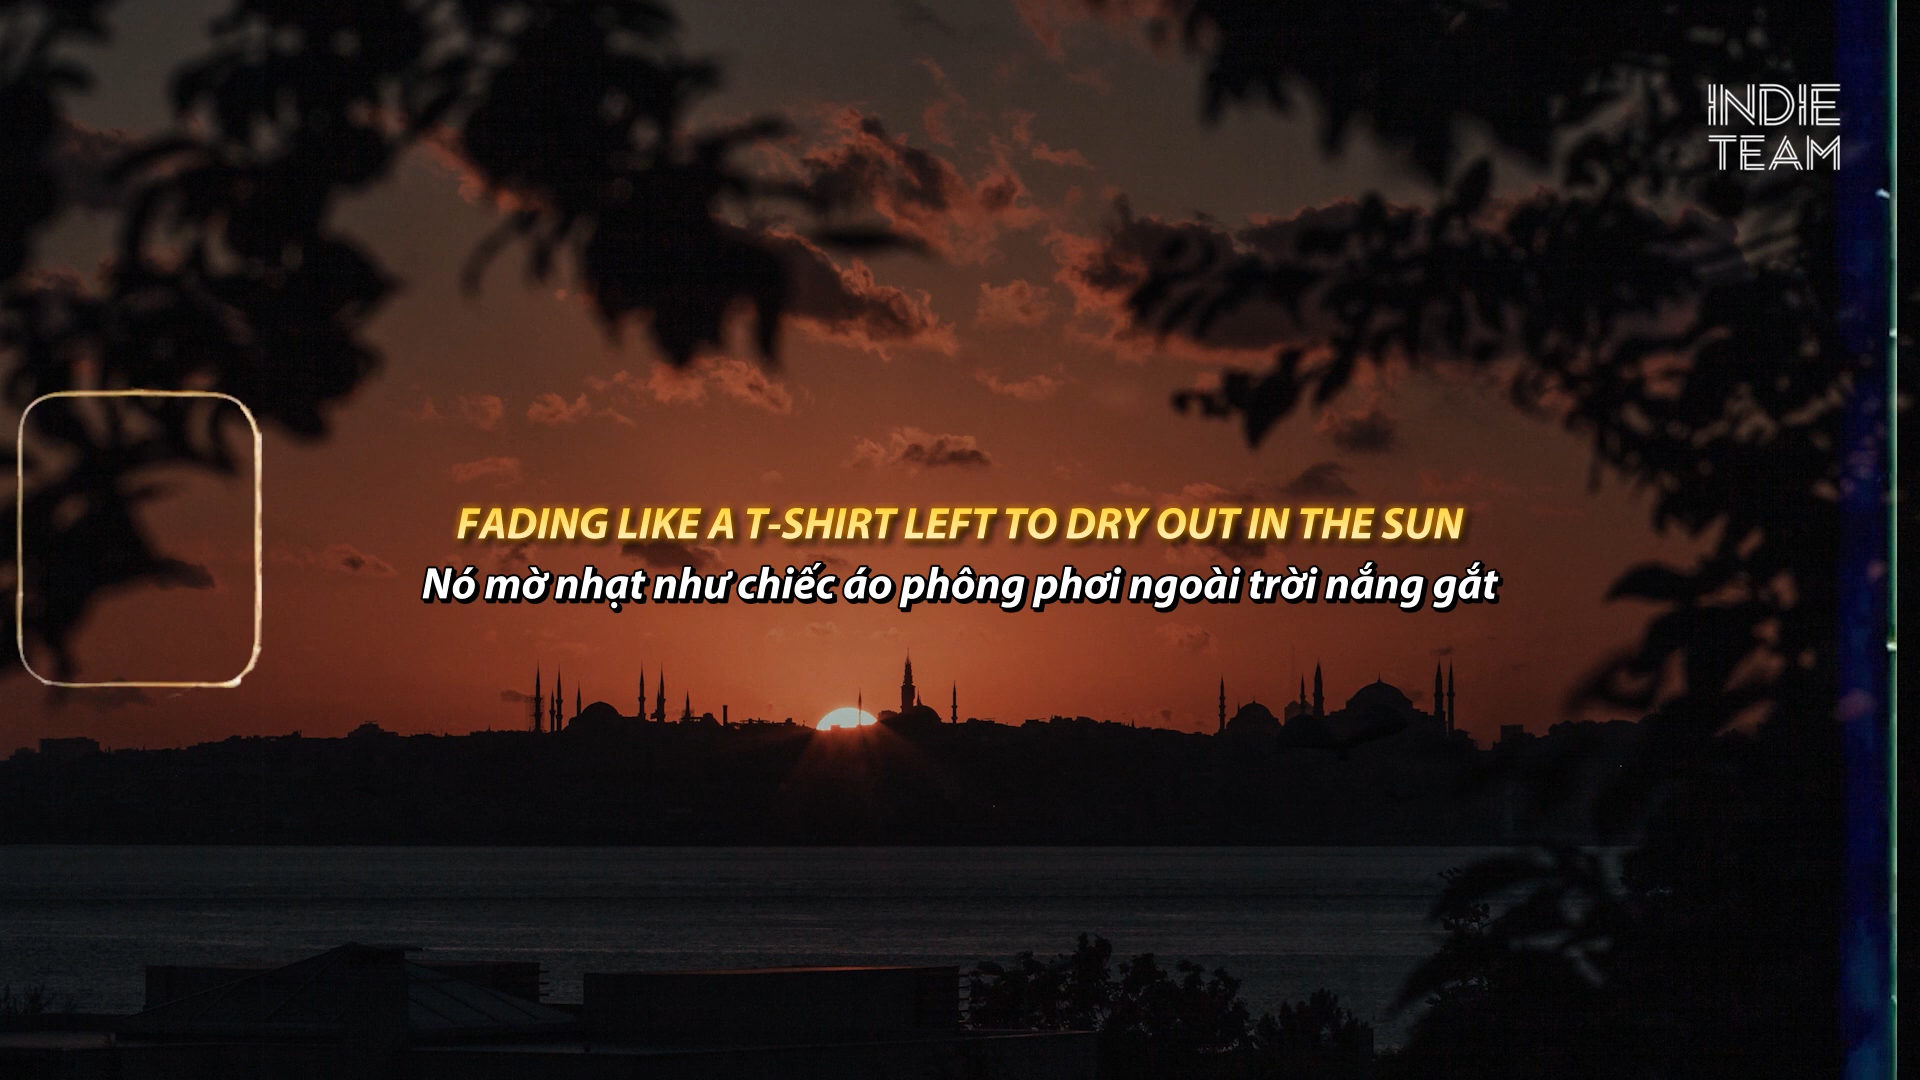 INDIE
TEAM
FADING LIKE A T-SHIRT LEFT TO DRY OUT IN THE SUN
Nó mờ nhạt như chiếc áo phông phơi ngoài trời nắng gắt